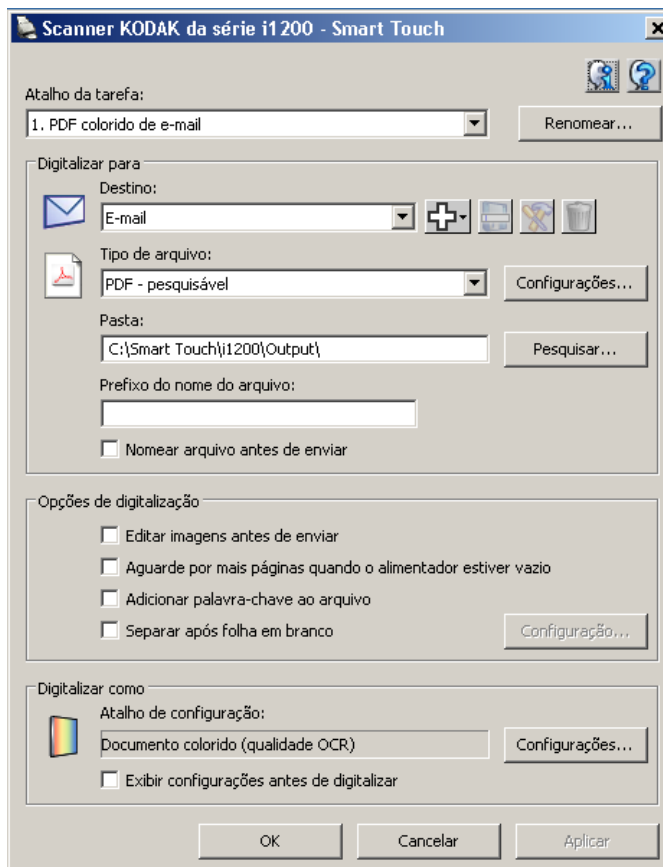 Scanner KODAK da série i1200 - Smart Touch
Atalho da tarefa:
1. PDF colorido de e-mail
Renomear...
Digitalizar para
Destino:
E-mail
Tipo de arquivo:
PDF - pesquisável
Configurações...
Pasta:
C:\Smart Touch\i1200\Output\
Pesquisar...
Prefixo do nome do arquivo:
Nomear arquivo antes de enviar
Opções de digitalização
Editar imagens antes de enviar
Aguarde por mais páginas quando o alimentador estiver vazio
Adicionar palavra-chave ao arquivo
Separar após folha em branco
Configuração...
Digitalizar como
Atalho de configuração:
Documento colorido (qualidade OCR)
Configurações...
Exibir configurações antes de digitalizar
OK
Cancelar
Aplicar